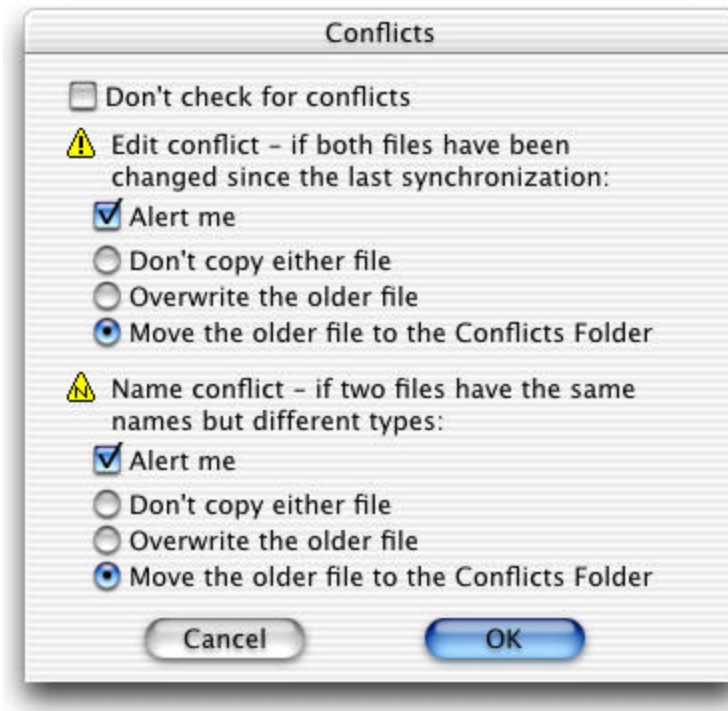 Conflicts
Don't check for conflicts
Edit conflict – if both files have been
changed since the last synchronization:
Alert me
Don't copy either file
Overwrite the older file
Move the older file to the Conflicts Folder
Name conflict – if two files have the same
names but different types:
Alert me
Don't copy either file
Overwrite the older file
Move the older file to the Conflicts Folder
Cancel OK